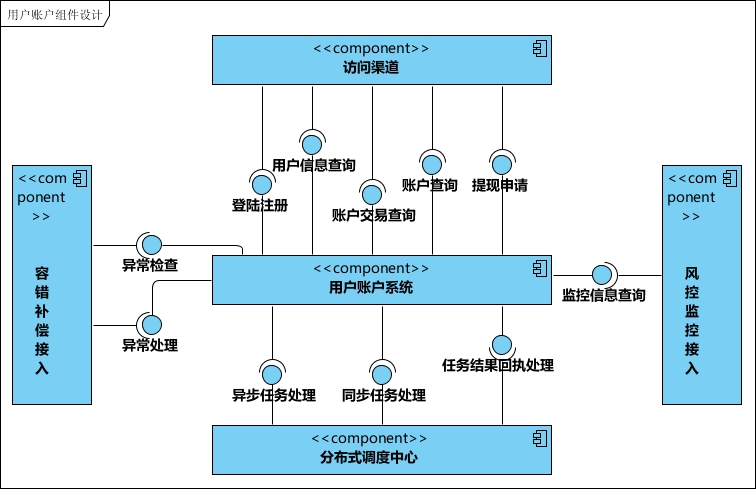 用户账户组件设计
<<component>>
访问渠道
用户信息查询
账户查询
提现申请
登陆注册
账户交易查询
<<com
ponent
>>
容
错
补
偿
接
入
<<com
ponent
>>
风
控
监
控
接
入
异常检查
异常处理
<<component>>
用户账户系统
监控信息查询
异步任务处理
同步任务处理
任务结果回执处理
<<component>>
分布式调度中心